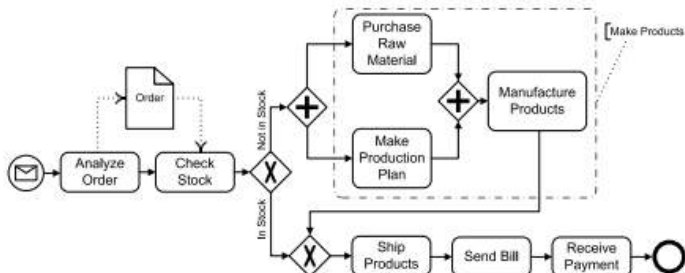 Purchase
Raw
Material
Make Products
Manufacture
Products
Order
Not in Stock
Make
Production
Plan
Analyze
Order
Check
Stock
In Stock
Ship
Products
Send Bill
Receive
Payment